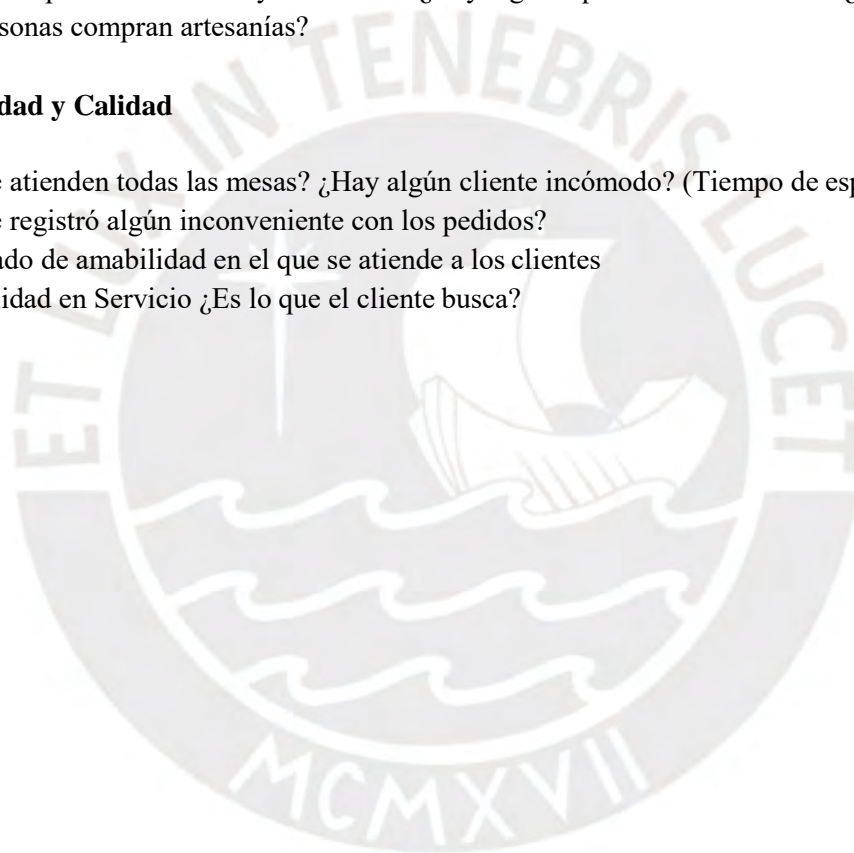 sonas compran artesanías?
dad y Calidad
e atienden todas las mesas? ¿Hay algún cliente incómodo? (Tiempo de esp
e registró algún inconveniente con los pedidos?
ado de amabilidad en el que se atiende a los clientes
lidad en Servicio ¿Es lo que el cliente busca?
ET LUX IN TENEBRIS LUCET
MCMXVII